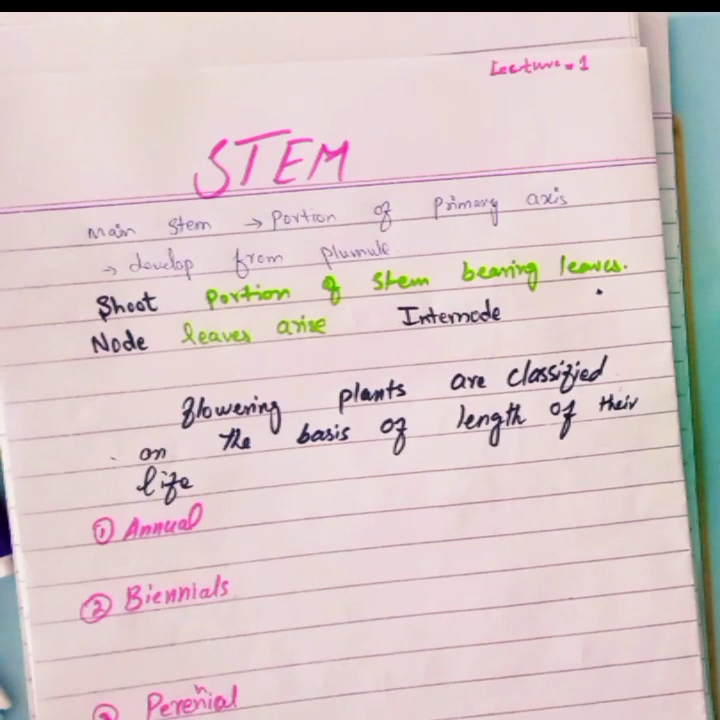 Lecture.1
STEM
Main stem → Portion of Primary axis
→ develop from plumule.
Shoot portion of stem bearing leaves.
Node leaves arise Internode
flowering plants are classified
on the basis of length of their
life
① Annual
② Biennials
③ Perennial